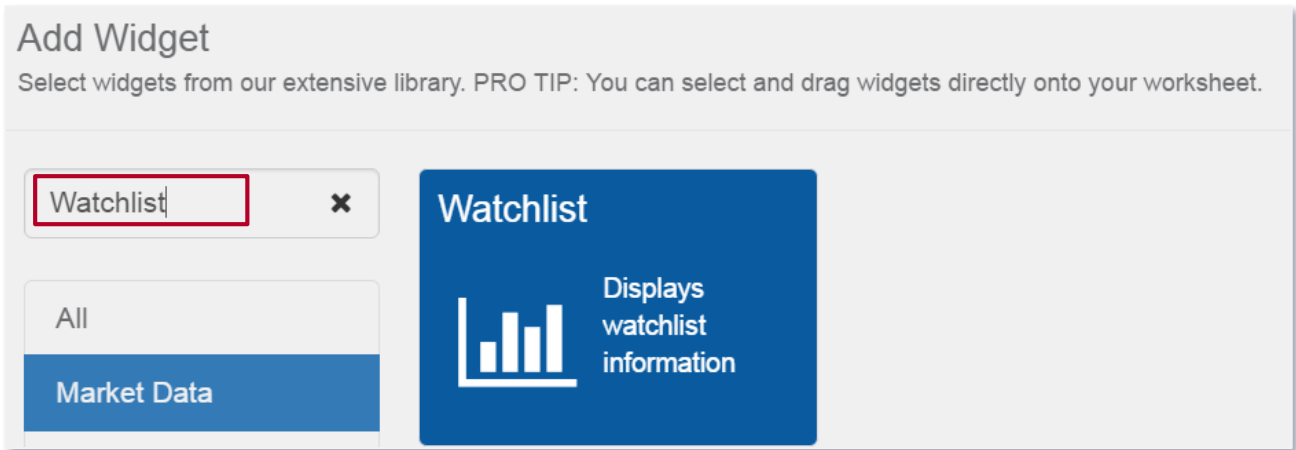 Add Widget
Select widgets from our extensive library. PRO TIP: You can select and drag widgets directly onto your worksheet.
Watchlist
All
Market Data
Watchlist
Displays
watchlist
information